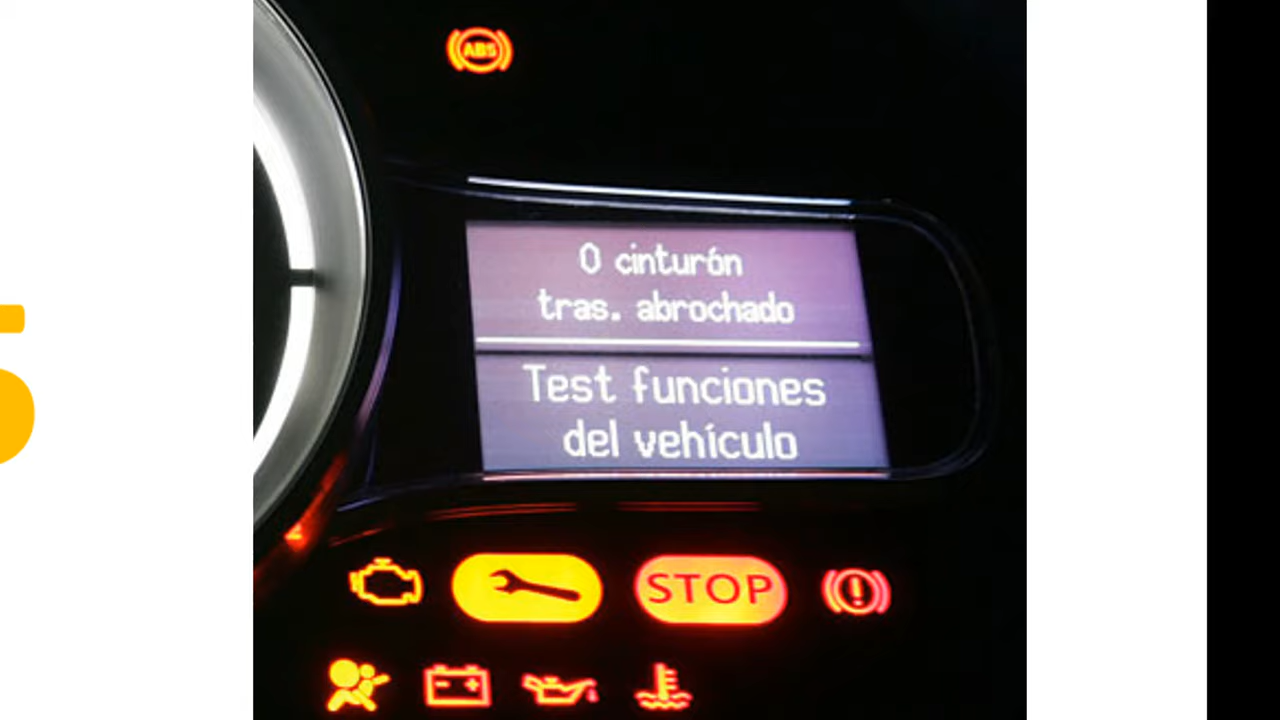 ABS
0 cinturón
tras. abrochado
Test funciones
del vehículo
STOP